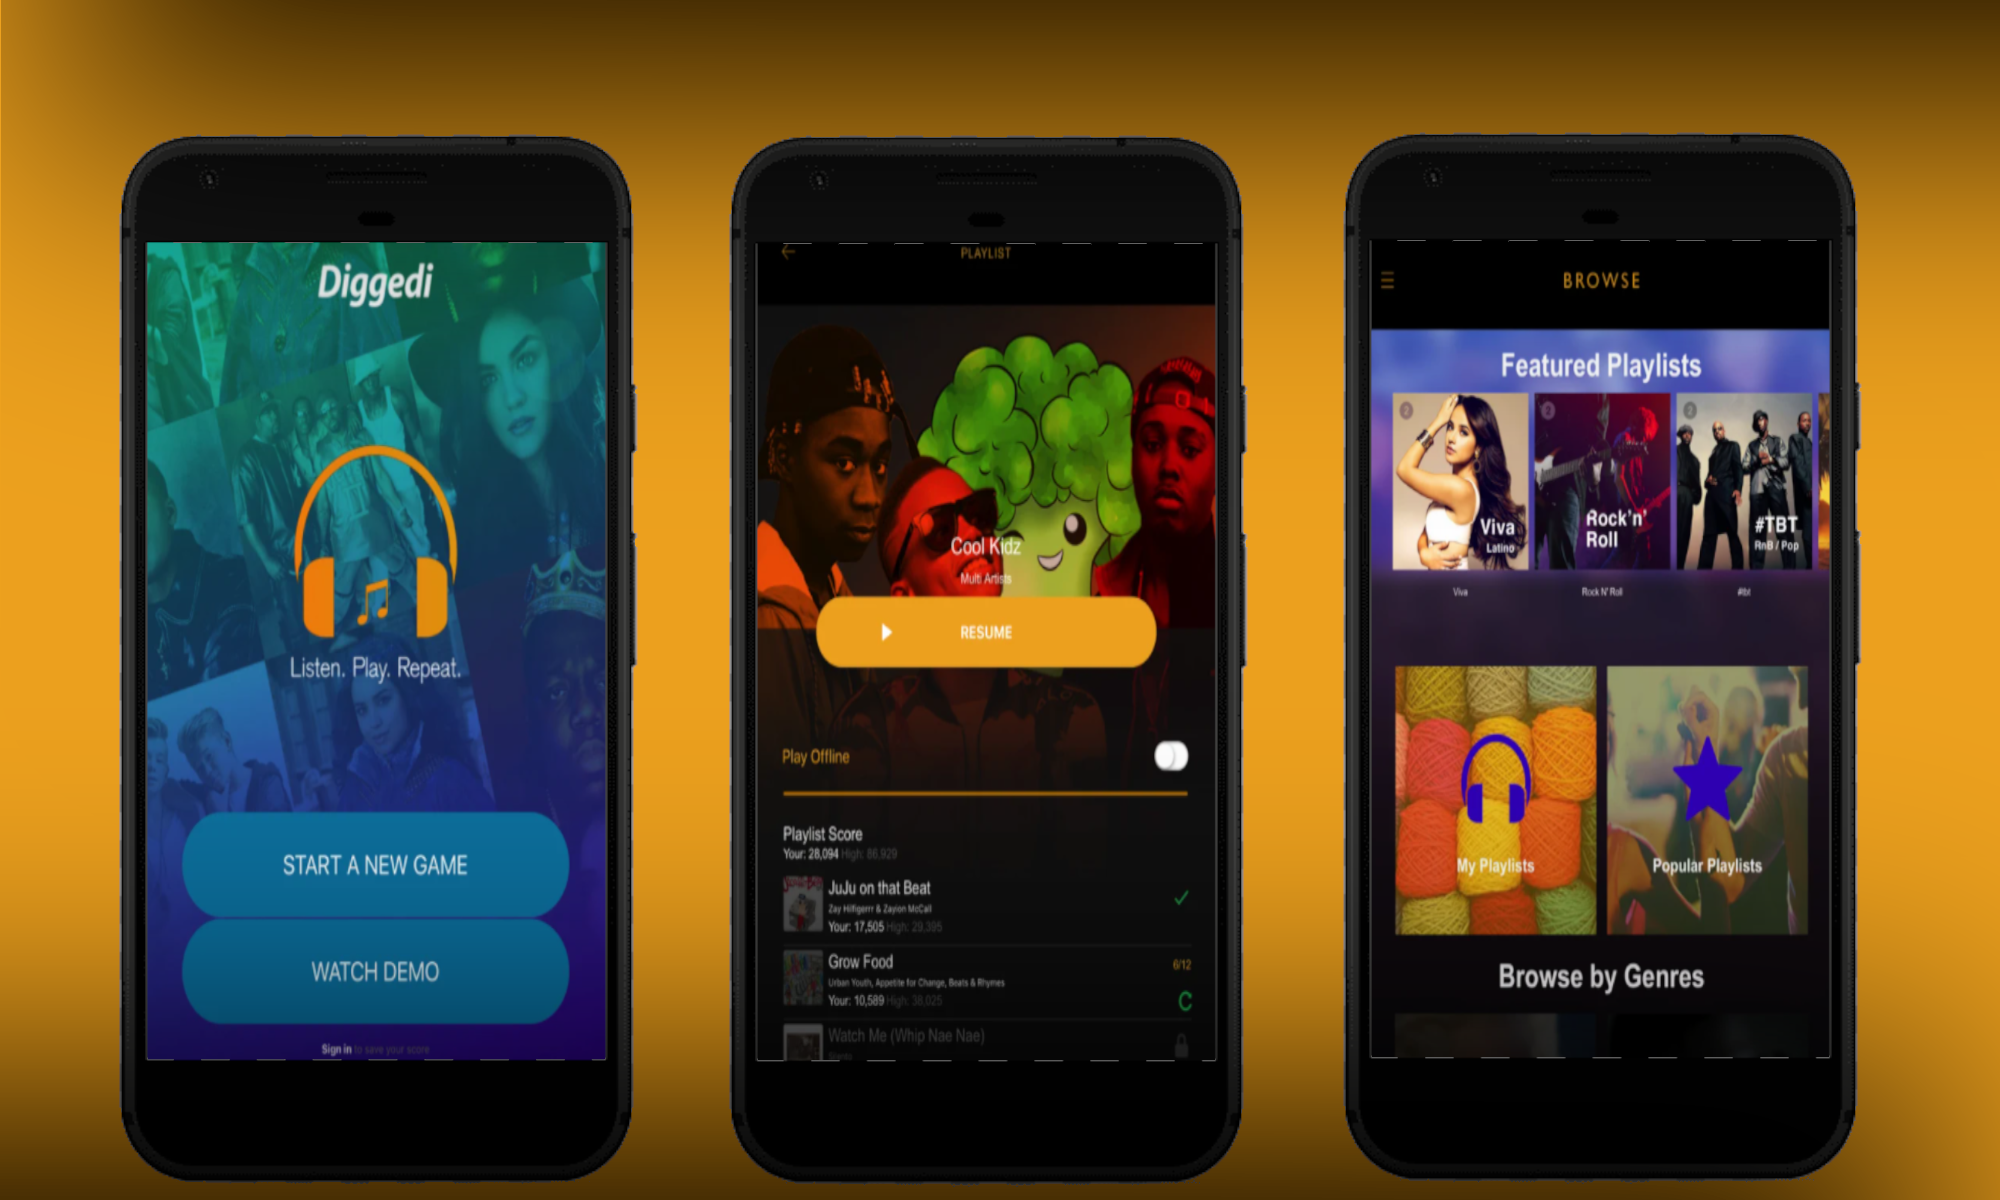 Diggedi
Listen. Play. Repeat.
START A NEW GAME
WATCH DEMO
Sign in to save your score
PLAYLIST
Cool Kidz
Multi Artists
RESUME
Play Offline
Playlist Score
Your: 28,094 High: 86,929
JuJu on that Beat
Zay Hilfigerrr & Zayion McCall
Your: 17,505 High: 29,395
Grow Food
6/12
Urban Youth, Appetite for Change, Beats & Rhymes
Your: 10,589 High: 38,025
Watch Me (Whip Nae Nae)
BROWSE
Featured Playlists
2
Viva
Latino
2
Rock'n'
Roll
2
#TBT
RnB / Pop
Viva
Rock N' Roll
#tbt
My Playlists
Popular Playlists
Browse by Genres